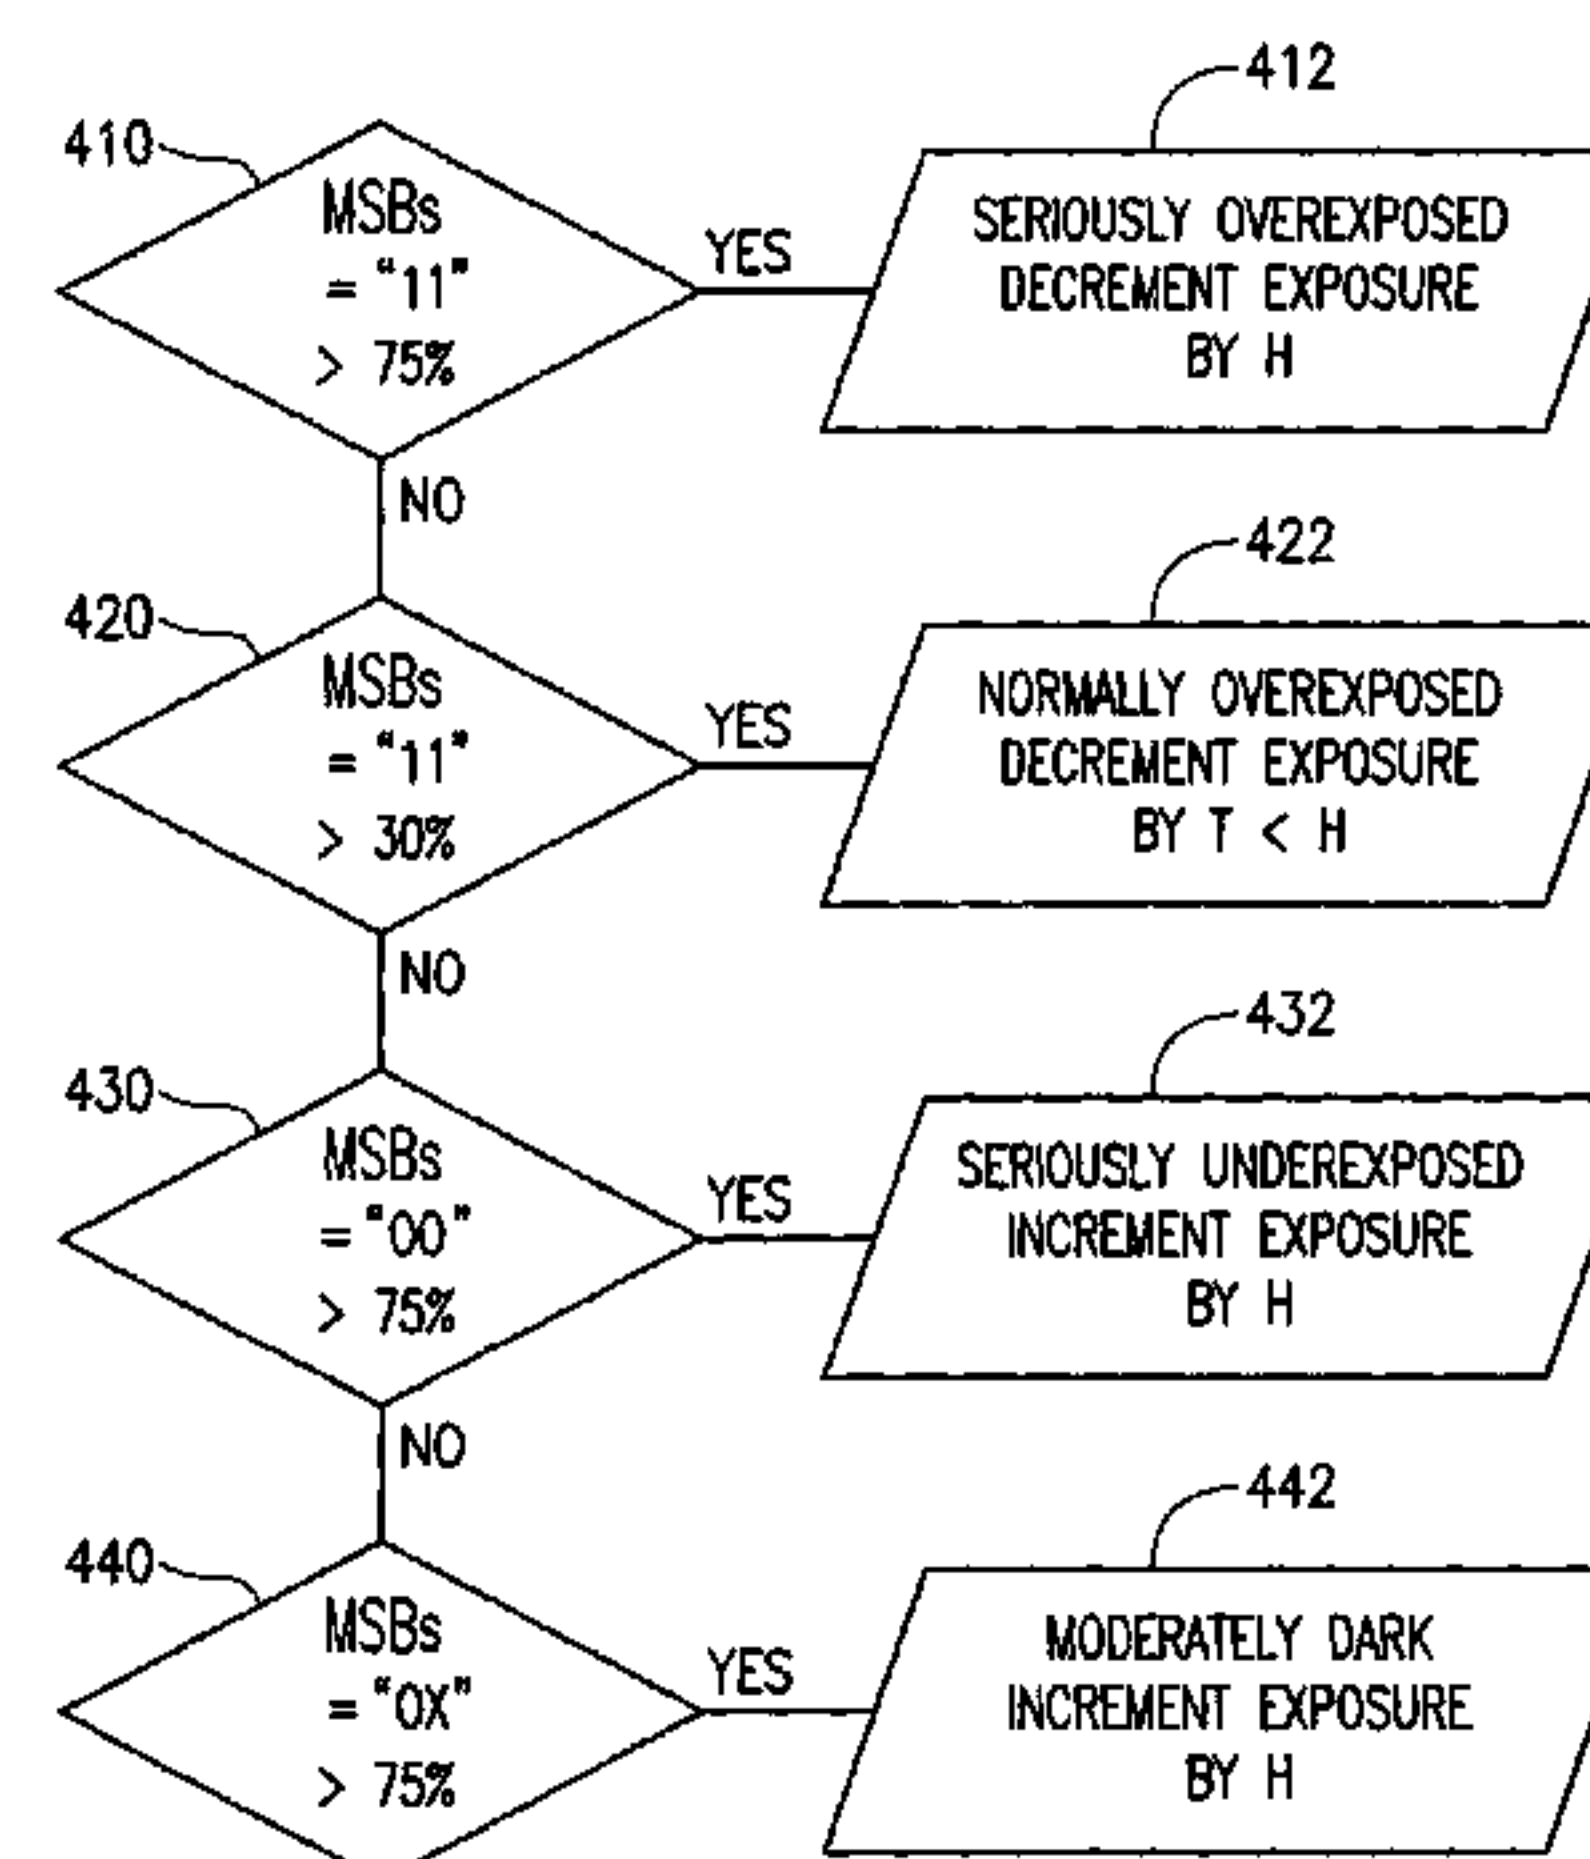 412
410
MSBs
= "11"
> 75%
YES
SERIOUSLY OVEREXPOSED
DECREMENT EXPOSURE
BY H
NO
422
420
MSBs
= "11"
> 30%
YES
NORMALLY OVEREXPOSED
DECREMENT EXPOSURE
BY T < H
NO
432
430
MSBs
= "00"
> 75%
YES
SERIOUSLY UNDEREXPOSED
INCREMENT EXPOSURE
BY H
NO
442
440
MSBs
= "0X"
> 75%
YES
MODERATELY DARK
INCREMENT EXPOSURE
BY H